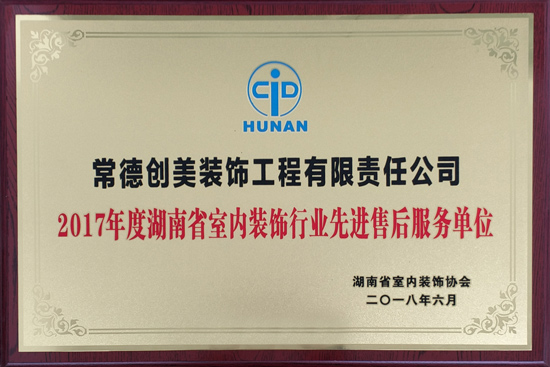 CID
HUNAN
常德创美装饰工程有限责任公司
2017年度湖南省室内装饰行业先进售后服务单位
湖南省室内装饰协会
二〇一八年六月